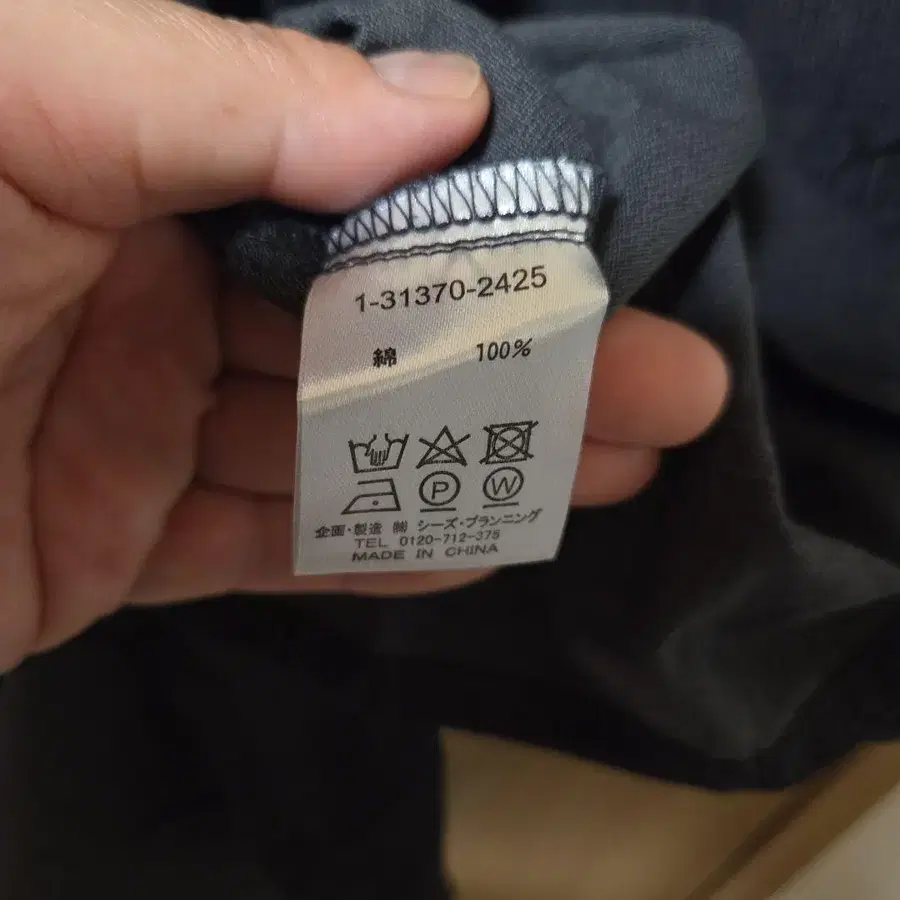 1-31370-2425
綿 100%
P W
企画・製造 ㈱ シーズ・プランニング
TEL 0120-712-375
MADE IN CHINA